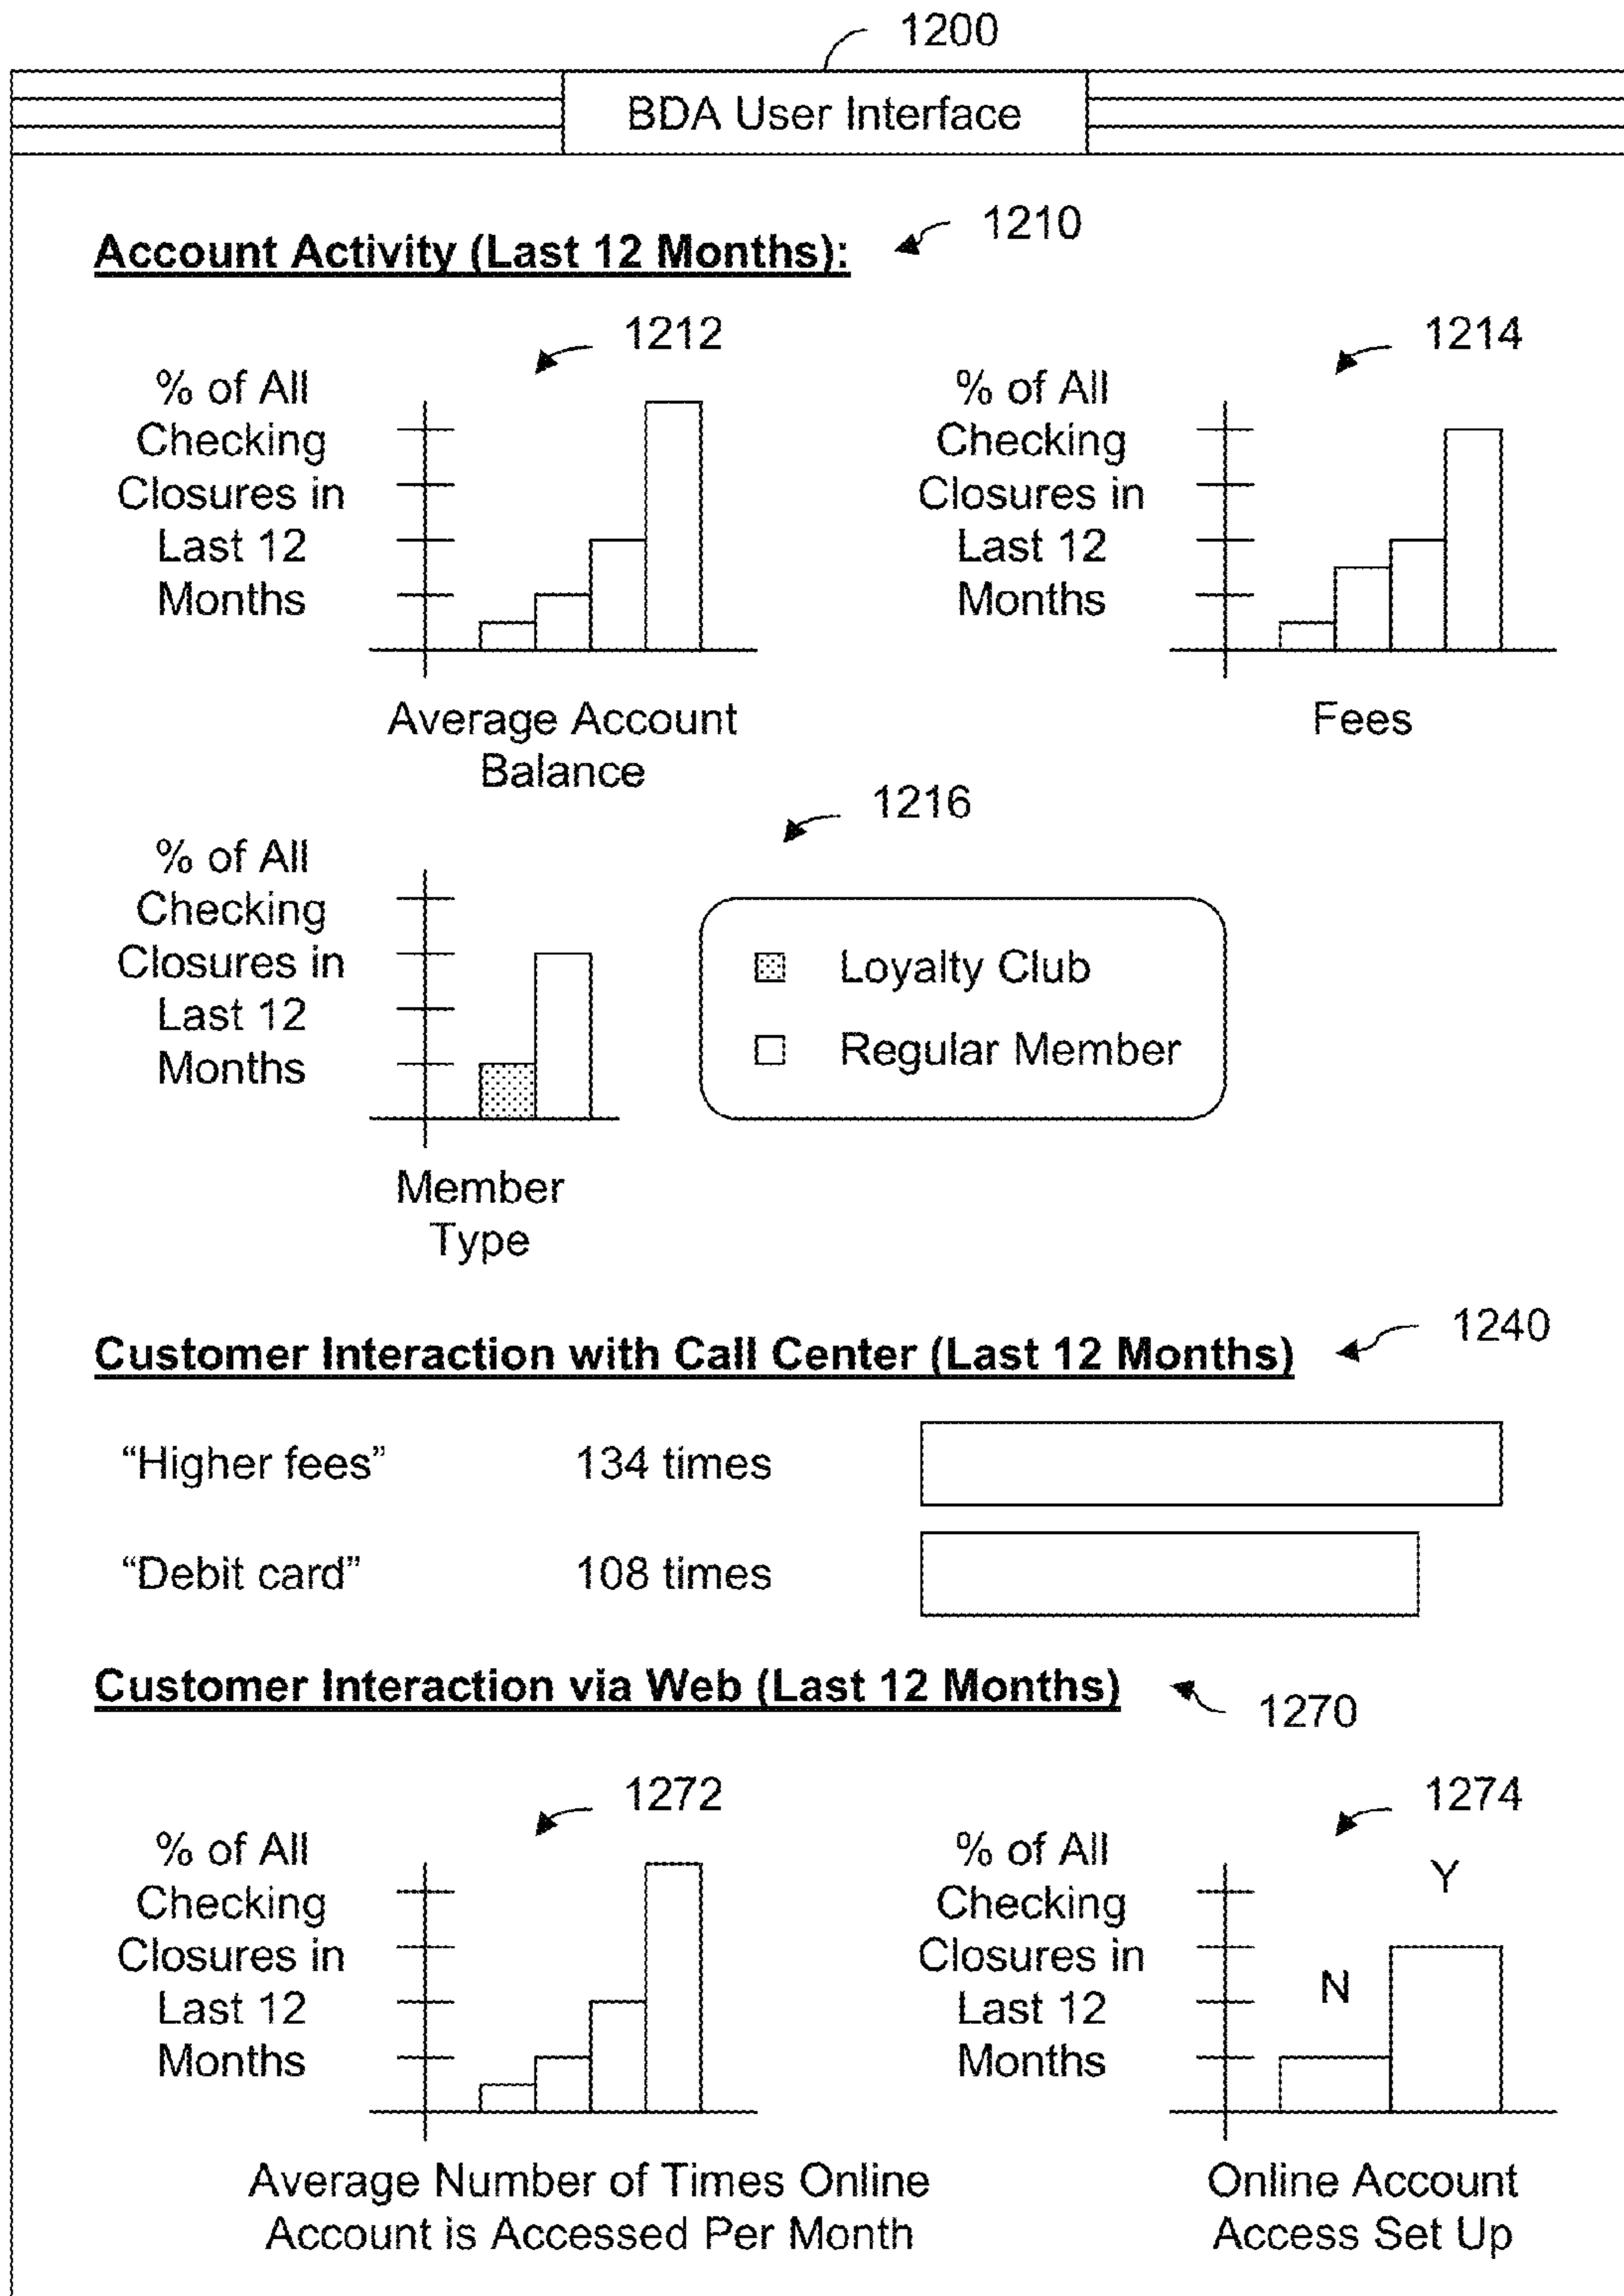 1200
BDA User Interface
Account Activity (Last 12 Months):
1210
1212
% of All
Checking
Closures in
Last 12
Months
Average Account
Balance
1214
% of All
Checking
Closures in
Last 12
Months
Fees
1216
% of All
Checking
Closures in
Last 12
Months
Member
Type
Loyalty Club
Regular Member
Customer Interaction with Call Center (Last 12 Months)
1240
“Higher fees” 134 times
“Debit card” 108 times
Customer Interaction via Web (Last 12 Months)
1270
1272
% of All
Checking
Closures in
Last 12
Months
Average Number of Times Online
Account is Accessed Per Month
1274
% of All
Checking
Closures in
Last 12
Months
Y
N
Online Account
Access Set Up